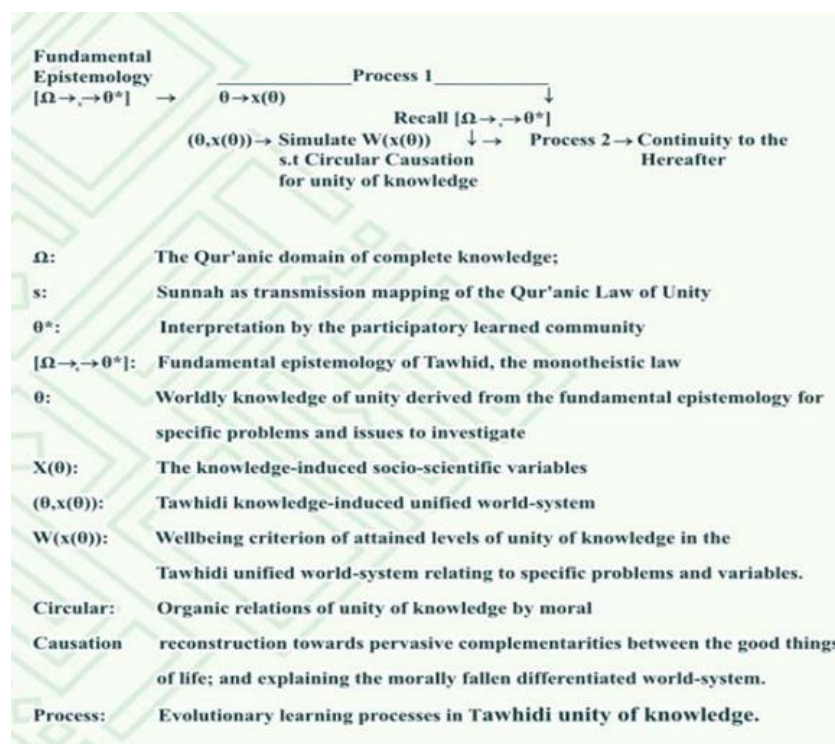 Fundamental
Epistemology Process 1
[Ω→,→θ*] → θ→x(θ) ↓
Recall [Ω→,→θ*]
(θ,x(θ))→ Simulate W(x(θ)) ↓→ Process 2→ Continuity to the
s.t Circular Causation Hereafter
for unity of knowledge
Ω: The Qur'anic domain of complete knowledge;
s: Sunnah as transmission mapping of the Qur'anic Law of Unity
θ*: Interpretation by the participatory learned community
[Ω→,→θ*]: Fundamental epistemology of Tawhid, the monotheistic law
θ: Worldly knowledge of unity derived from the fundamental epistemology for
specific problems and issues to investigate
X(θ): The knowledge-induced socio-scientific variables
(θ,x(θ)): Tawhidi knowledge-induced unified world-system
W(x(θ)): Wellbeing criterion of attained levels of unity of knowledge in the
Tawhidi unified world-system relating to specific problems and variables.
Circular: Organic relations of unity of knowledge by moral
Causation reconstruction towards pervasive complementarities between the good things
of life; and explaining the morally fallen differentiated world-system.
Process: Evolutionary learning processes in Tawhidi unity of knowledge.